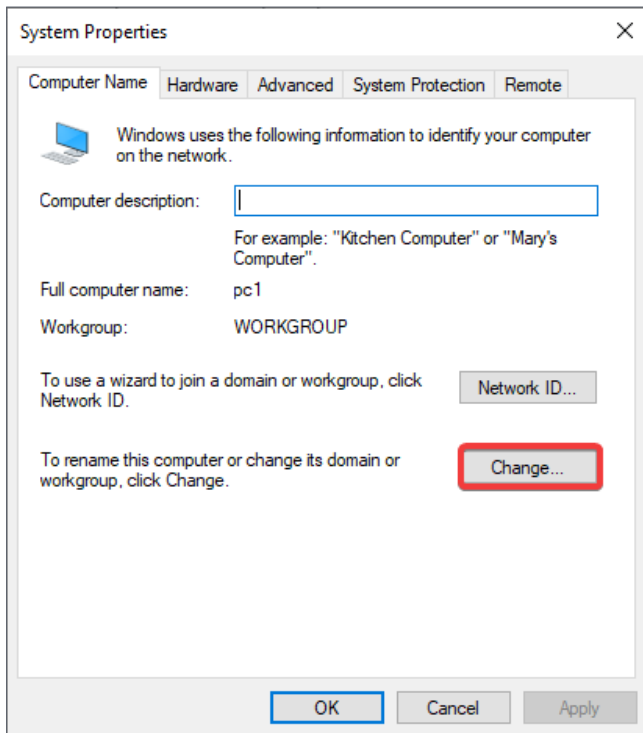 System Properties
Computer Name Hardware Advanced System Protection Remote
Windows uses the following information to identify your computer
on the network.
Computer description:
For example: "Kitchen Computer" or "Mary's
Computer".
Full computer name: pc1
Workgroup: WORKGROUP
To use a wizard to join a domain or workgroup, click
Network ID.
Network ID...
To rename this computer or change its domain or
workgroup, click Change.
Change...
OK Cancel Apply